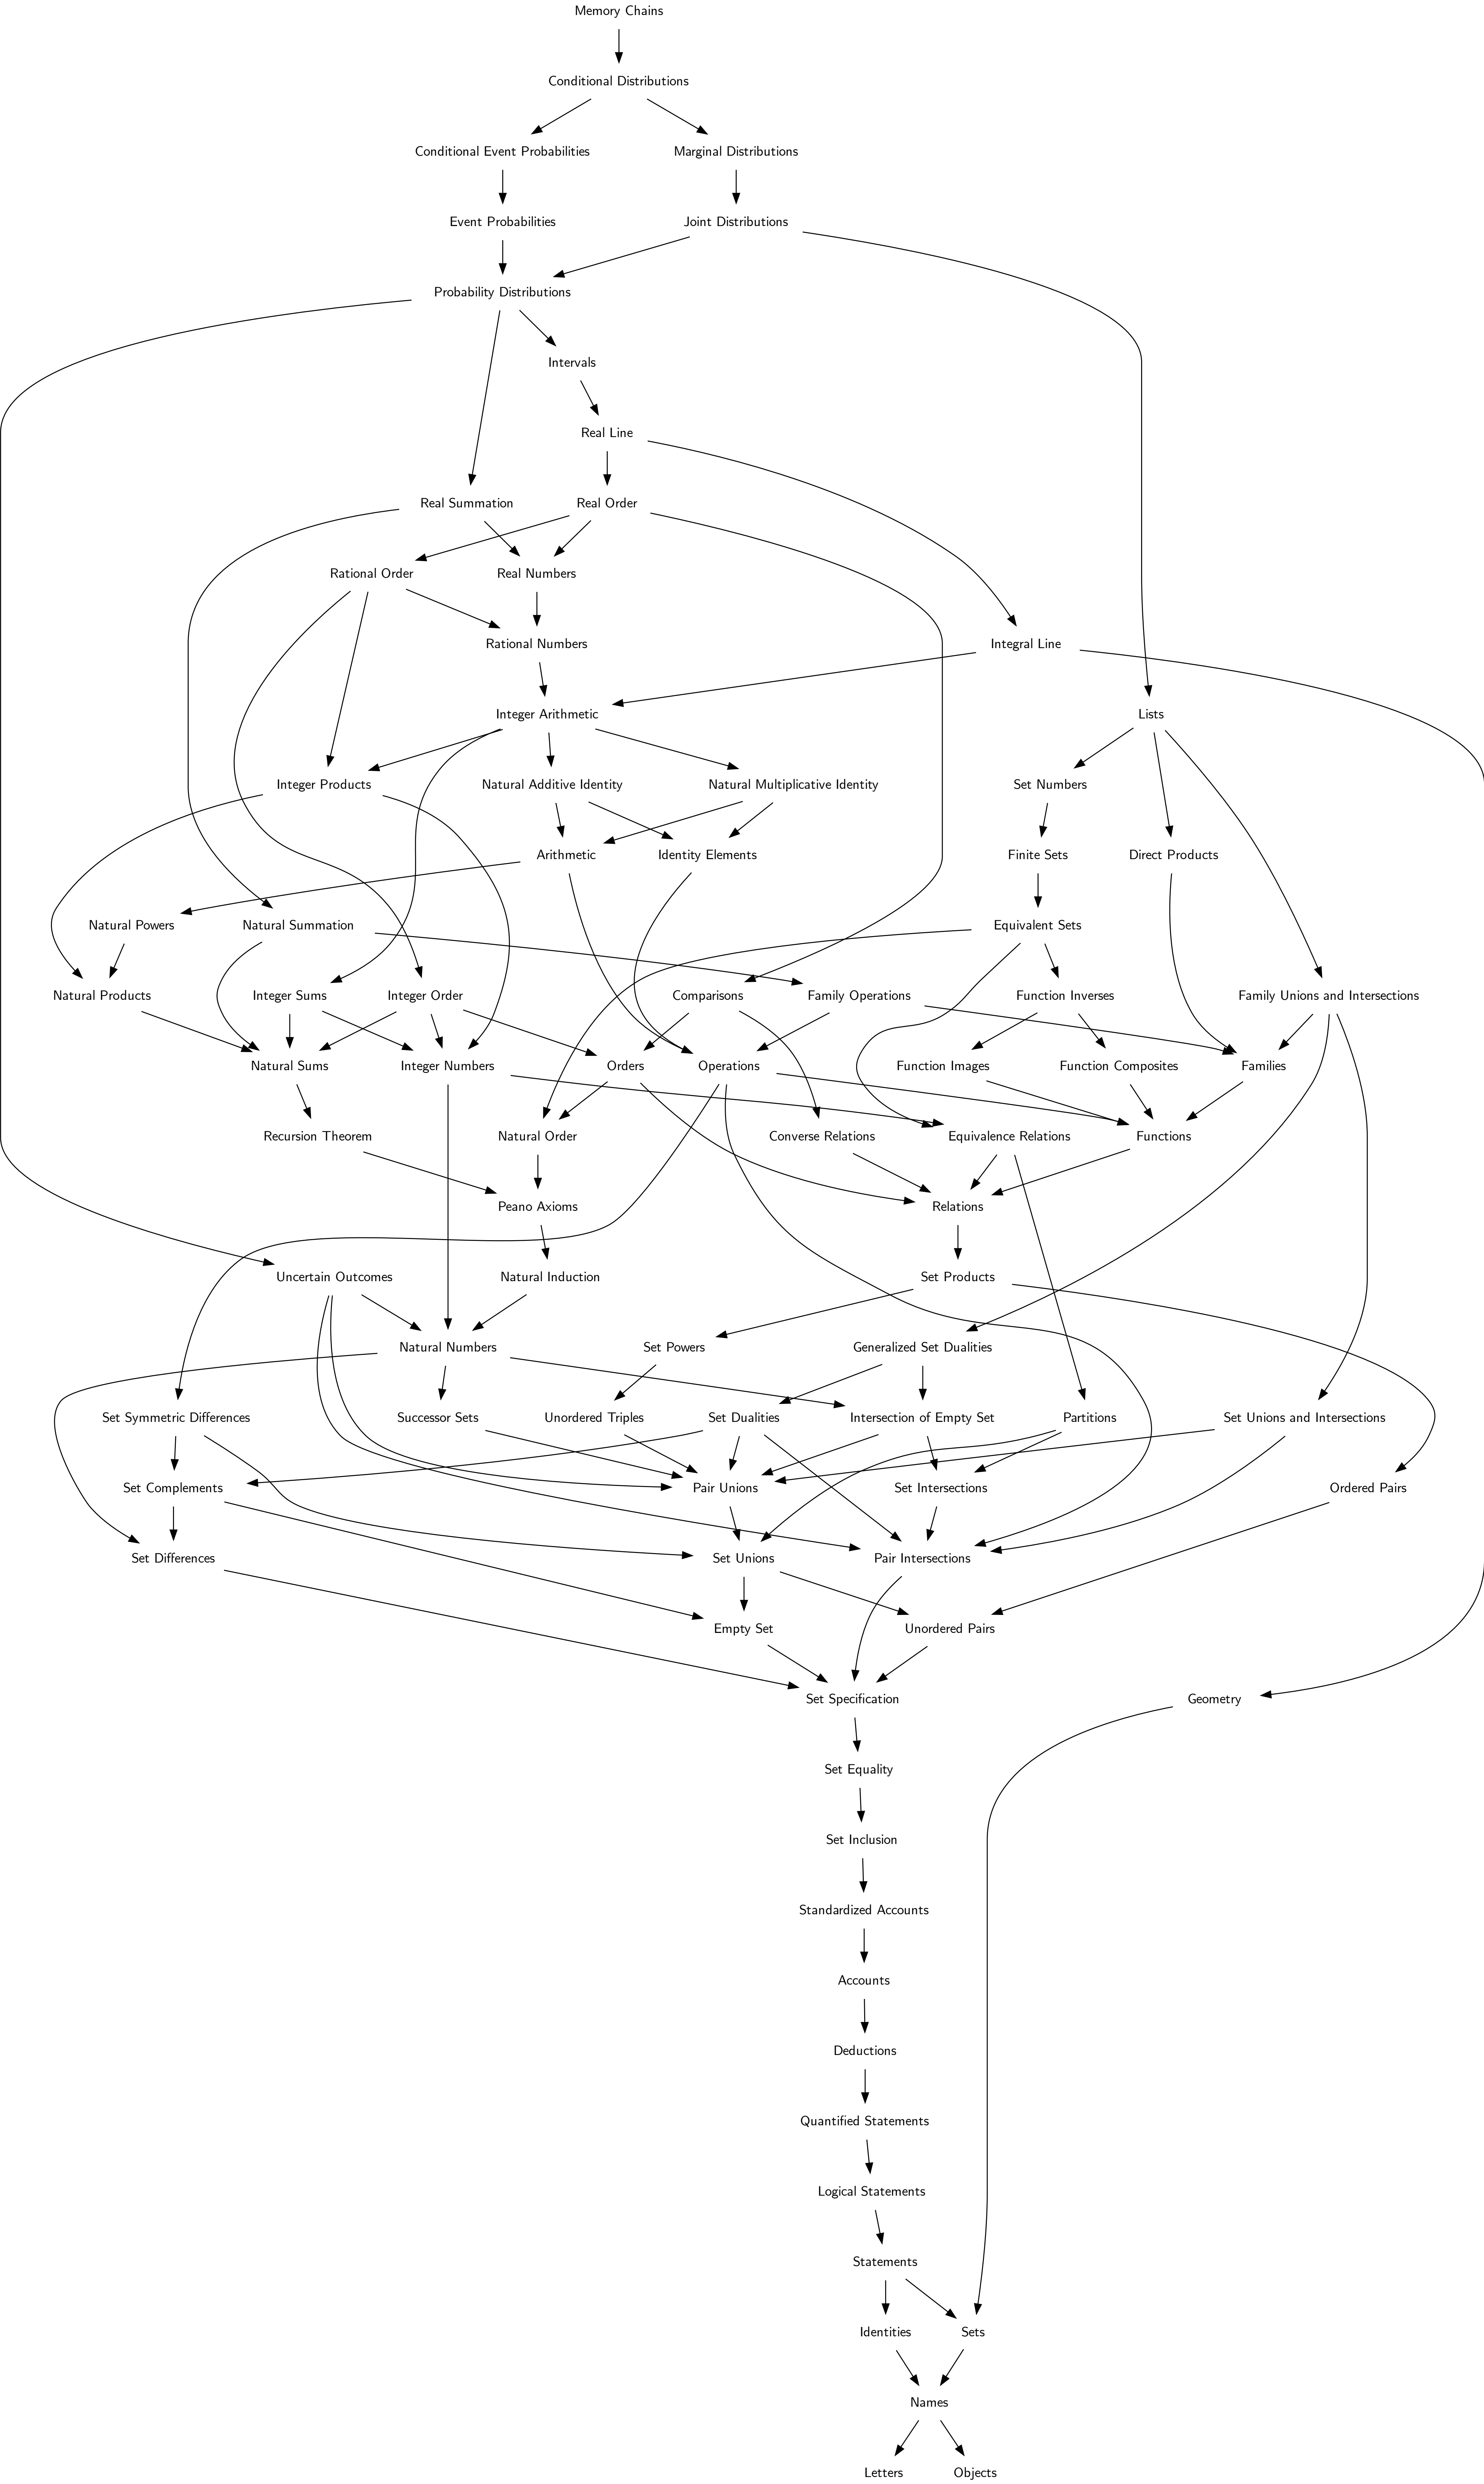 Memory Chains
Conditional Distributions
Conditional Event Probabilities
Marginal Distributions
Event Probabilities
Joint Distributions
Probability Distributions
Intervals
Real Line
Real Summation
Real Order
Rational Order
Real Numbers
Rational Numbers
Integral Line
Integer Arithmetic
Lists
Integer Products
Natural Additive Identity
Natural Multiplicative Identity
Set Numbers
Arithmetic
Identity Elements
Finite Sets
Direct Products
Natural Powers
Natural Summation
Equivalent Sets
Natural Products
Integer Sums
Integer Order
Comparisons
Family Operations
Function Inverses
Family Unions and Intersections
Natural Sums
Integer Numbers
Orders
Operations
Function Images
Function Composites
Families
Recursion Theorem
Natural Order
Converse Relations
Equivalence Relations
Functions
Peano Axioms
Relations
Uncertain Outcomes
Natural Induction
Set Products
Natural Numbers
Set Powers
Generalized Set Dualities
Set Symmetric Differences
Successor Sets
Unordered Triples
Set Dualities
Intersection of Empty Set
Partitions
Set Unions and Intersections
Set Complements
Pair Unions
Set Intersections
Ordered Pairs
Set Differences
Set Unions
Pair Intersections
Empty Set
Unordered Pairs
Set Specification
Geometry
Set Equality
Set Inclusion
Standardized Accounts
Accounts
Deductions
Quantified Statements
Logical Statements
Statements
Identities
Sets
Names
Letters
Objects